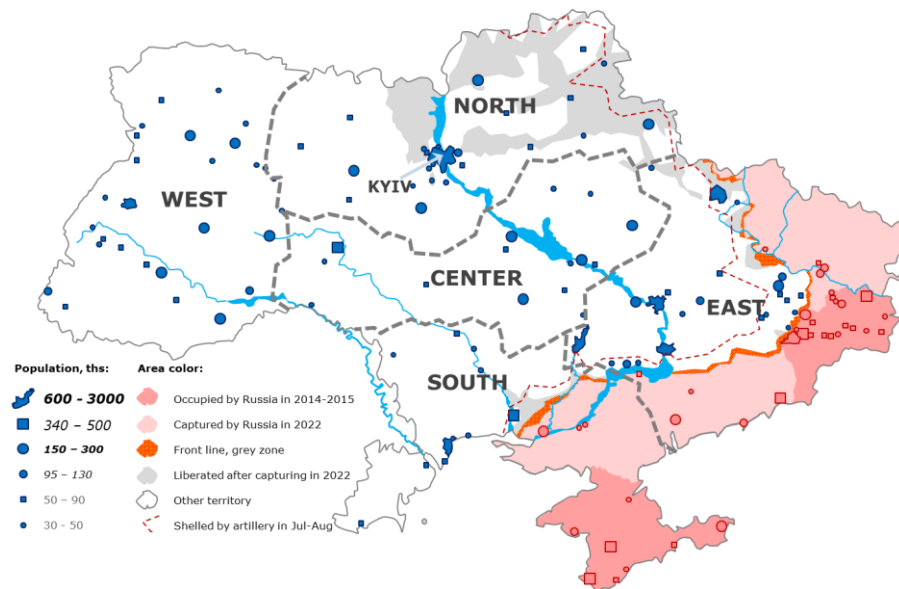 NORTH
KYIV
WEST
CENTER
EAST
SOUTH
Population, ths: Area color:
600 - 3000 Occupied by Russia in 2014-2015
340 – 500 Captured by Russia in 2022
150 – 300 Front line, grey zone
95 – 130 Liberated after capturing in 2022
50 – 90 Other territory
30 - 50 Shelled by artillery in Jul-Aug